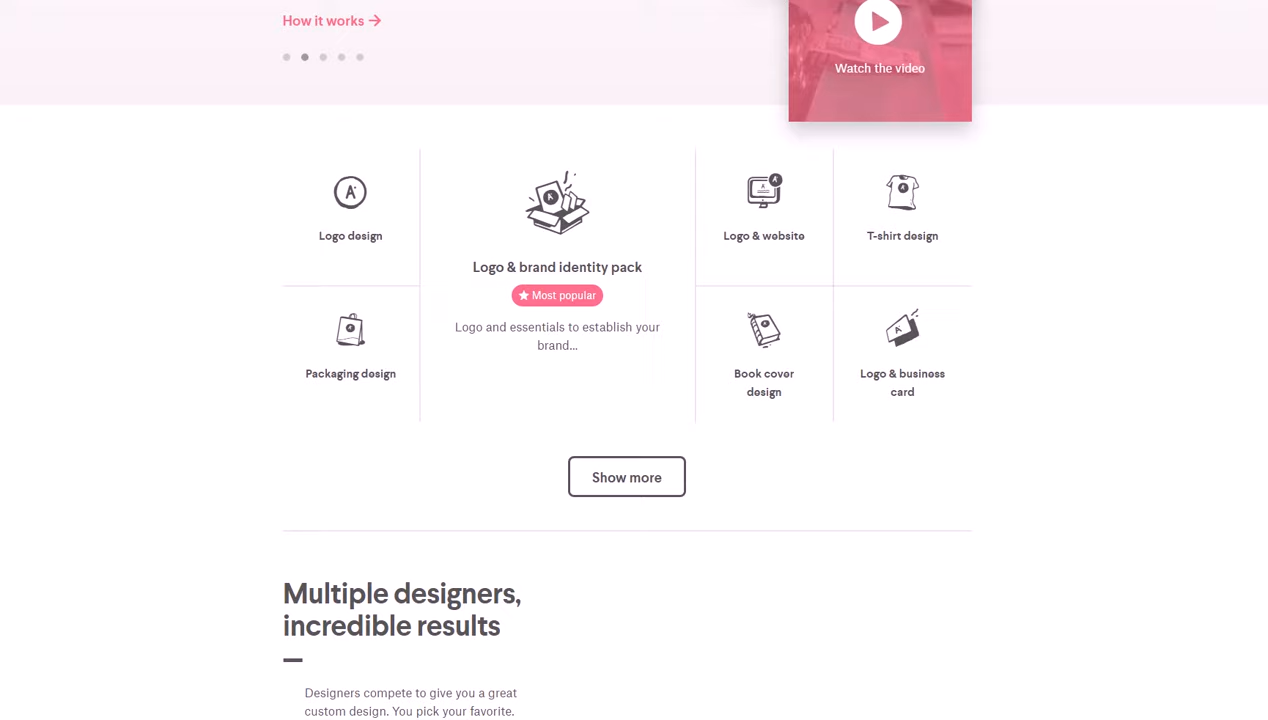 How it works →
Watch the video
Logo design
Logo & brand identity pack
Most popular
Logo and essentials to establish your
brand...
Logo & website
T-shirt design
Packaging design
Book cover
design
Logo & business
card
Show more
Multiple designers,
incredible results
Designers compete to give you a great
custom design. You pick your favorite.